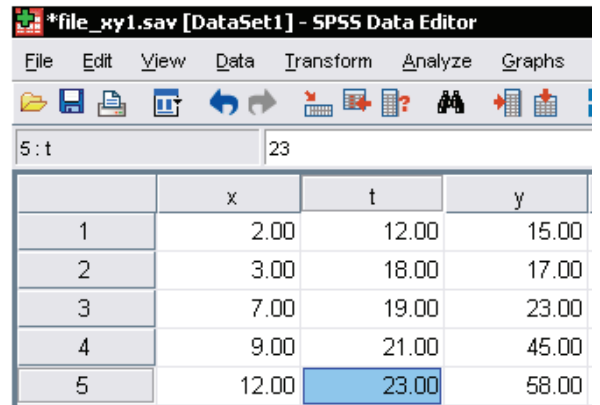 *file_xy1.sav [DataSet1] - SPSS Data Editor
File Edit View Data Transform Analyze Graphs
5 : t 23
x t y
1 2.00 12.00 15.00
2 3.00 18.00 17.00
3 7.00 19.00 23.00
4 9.00 21.00 45.00
5 12.00 23.00 58.00